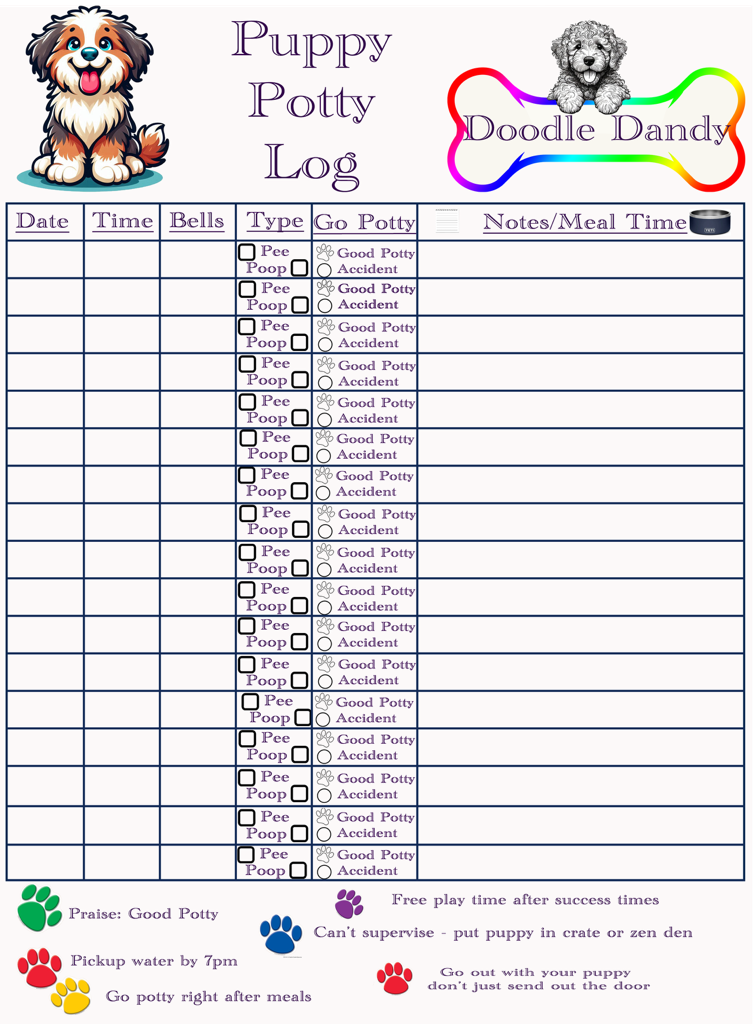 Puppy
Potty
Log
Doodle Dandy
Date Time Bells Type Go Potty Notes/Meal Time
Pee Good Potty
Poop Accident
Pee Good Potty
Poop Accident
Pee Good Potty
Poop Accident
Pee Good Potty
Poop Accident
Pee Good Potty
Poop Accident
Pee Good Potty
Poop Accident
Pee Good Potty
Poop Accident
Pee Good Potty
Poop Accident
Pee Good Potty
Poop Accident
Pee Good Potty
Poop Accident
Pee Good Potty
Poop Accident
Pee Good Potty
Poop Accident
Pee Good Potty
Poop Accident
Pee Good Potty
Poop Accident
Pee Good Potty
Poop Accident
Pee Good Potty
Poop Accident
Pee Good Potty
Poop Accident
Praise: Good Potty
Free play time after success times
Can't supervise - put puppy in crate or zen den
Pickup water by 7pm
Go potty right after meals
Go out with your puppy
don't just send out the door